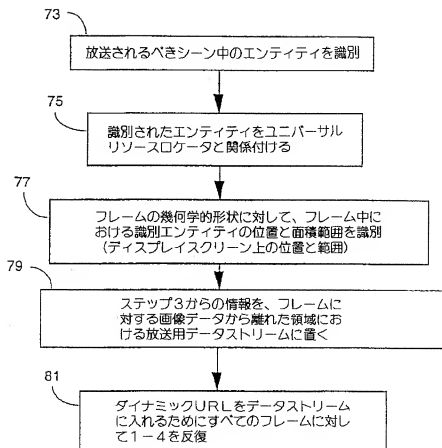 73
放送されるべきシーン中のエンティティを識別
75
識別されたエンティティをユニバーサル
リソースロケータと関係付ける
77
フレームの幾何学的形状に対して、フレーム中に
おける識別エンティティの位置と面積範囲を識別
(ディスプレイスクリーン上の位置と範囲)
79
ステップ3からの情報を、フレームに
対する画像データから離れた領域にお
ける放送用データストリームに置く
81
ダイナミックURLをデータストリーム
に入れるためにすべてのフレームに対し
て1-4を反復